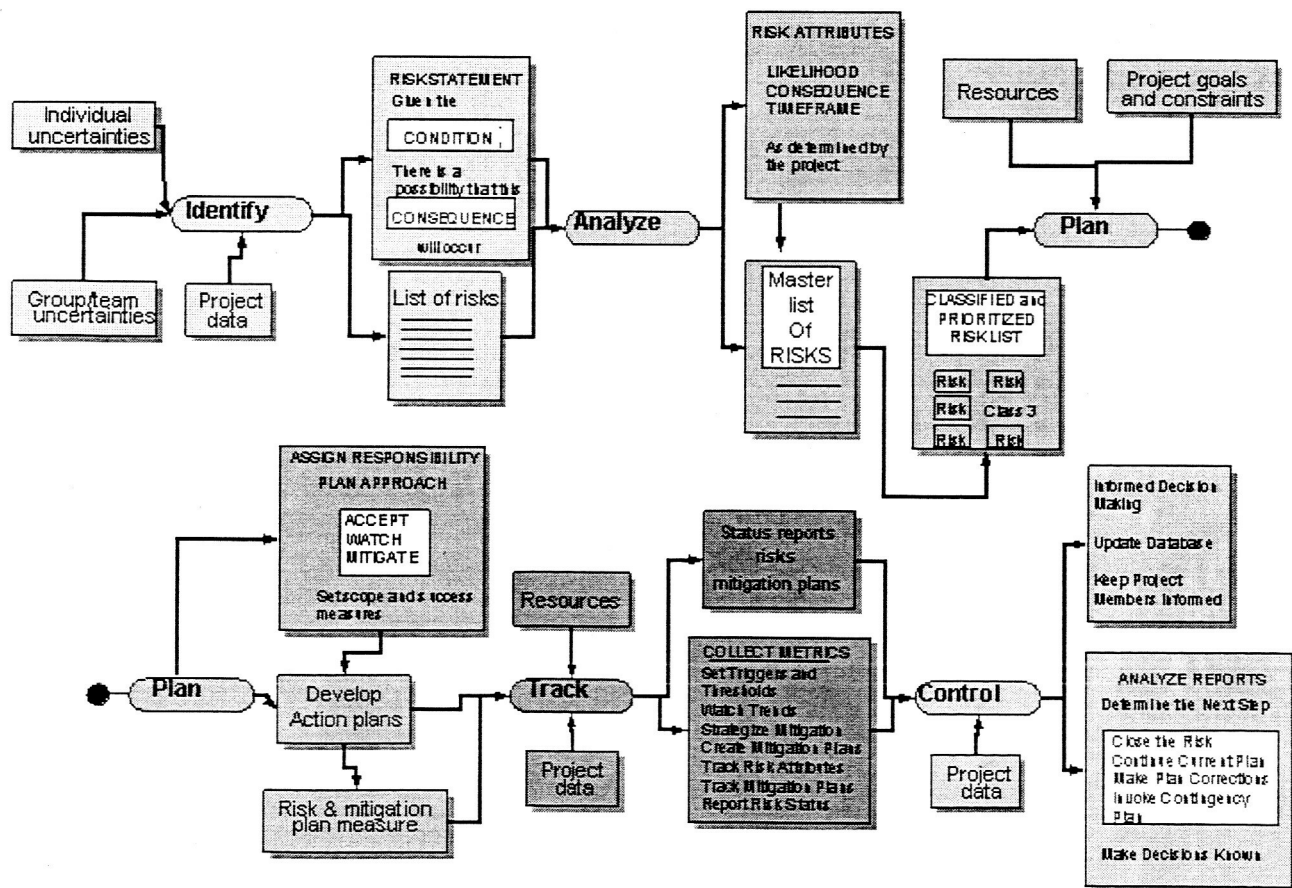 Individual
uncertainties
Group/team
uncertainties
Identify
Project
data
RISK STATEMENT
Given the
CONDITION ;
There is a
possibility that this
CONSEQUENCE
will occur
List of risks
Analyze
RISK ATTRIBUTES
LIKELIHOOD
CONSEQUENCE
TIMEFRAME
As determined by
the project
Master
list
Of
RISKS
Resources
Project goals
and constraints
Plan
CLASSIFIED and
PRIORITIZED
RISK LIST
Risk Risk
Risk Class 3
Risk Risk
Plan
ASSIGN RESPONSIBILITY
PLAN APPROACH
ACCEPT
WATCH
MITIGATE
Set scope and success
measures
Develop
Action plans
Risk & mitigation
plan measure
Resources
Track
Project
data
Status reports
risks
mitigation plans
COLLECT METRICS
Set Triggers and
Thresholds
Watch Trends
Strategize Mitigation
Create Mitigation Plans
Track Risk Attributes
Track Mitigation Plans
Report Risk Status
Control
Project
data
Informed Decision
Making
Update Database
Keep Project
Members Informed
ANALYZE REPORTS
Determine the Next Step
Close the Risk
Continue Current Plan
Make Plan Corrections
Invoke Contingency
Plan
Make Decisions Known